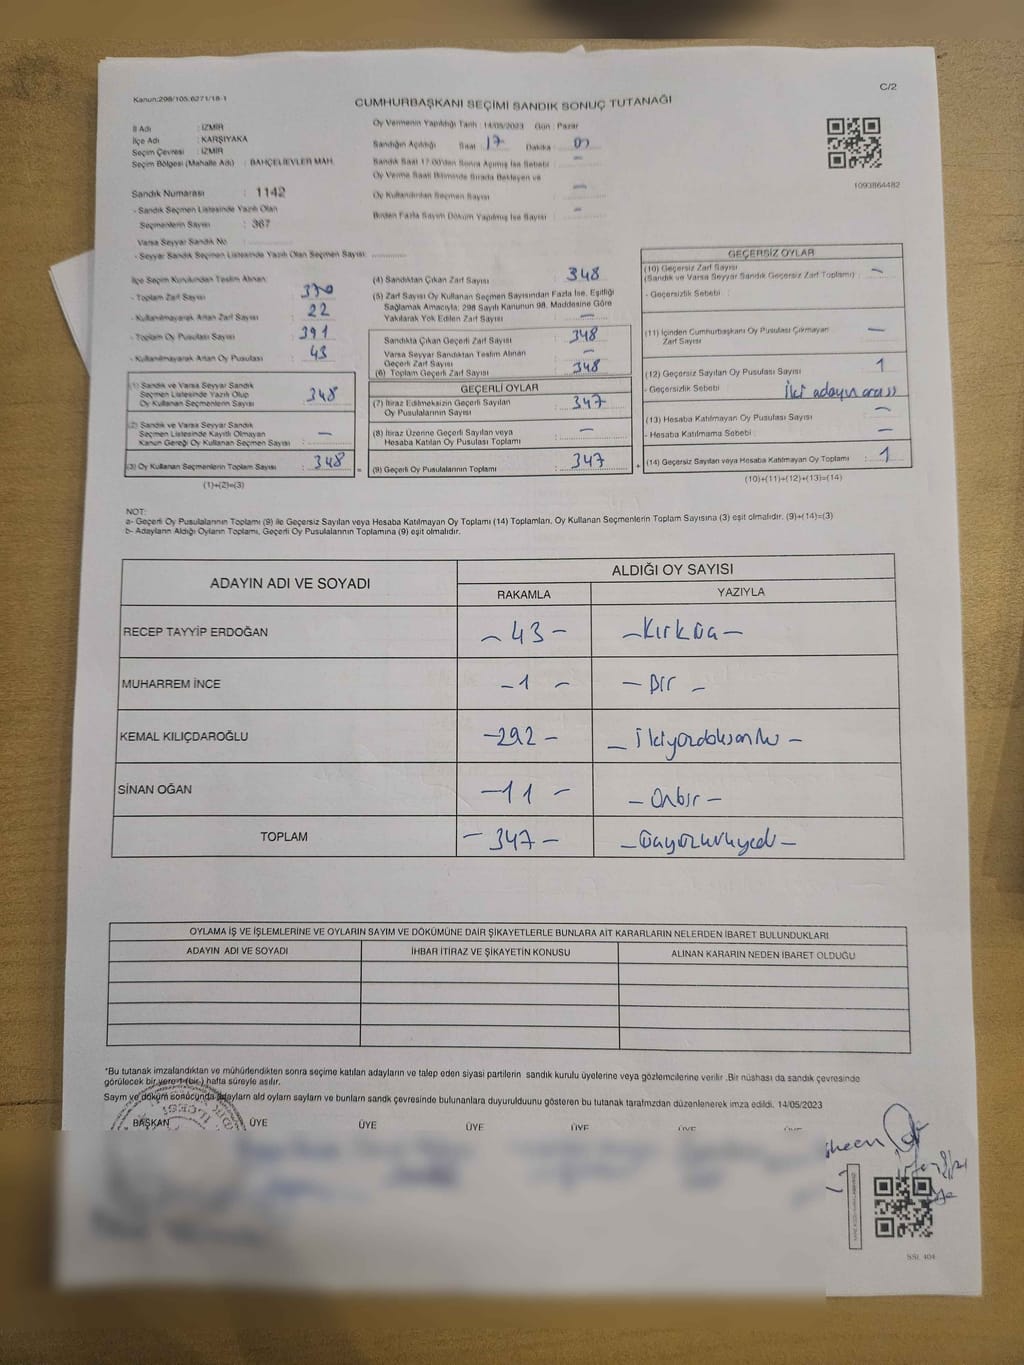 Kanun:298/105.6271/18-1
C/2
CUMHURBAŞKANI SEÇİMİ SANDIK SONUÇ TUTANAĞI
İl Adı : İZMİR
İlçe Adı : KARŞIYAKA
Seçim Çevresi : İZMİR
Seçim Bölgesi (Mahalle Adı) : BAHÇELİEVLER MAH.
Sandık Numarası : 1142
- Sandık Seçmen Listesinde Yazılı Olan
Seçmenlerin Sayısı : 367
Varsa Seyyar Sandık No :
- Seyyar Sandık Seçmen Listesinde Yazılı Olan Seçmen Sayısı:
Oy Vermenin Yapıldığı Tarih : 14/05/2023 Gün : Pazar
Sandığın Açıldığı Saat : 17 Dakika : 00
Sandık Saat 17:00'den Sonra Açılmış İse Sebebi : –
Oy Verme Saati Bitiminde Sırada Bekleyen ve
Oy Kullandırılan Seçmen Sayısı : –
Birden Fazla Sayım Döküm Yapılmış İse Sayısı : –
1093864482
İlçe Seçim Kurulundan Teslim Alınan:
- Toplam Zarf Sayısı : 370
- Kullanılmayarak Artan Zarf Sayısı : 22
- Toplam Oy Pusulası Sayısı : 391
- Kullanılmayarak Artan Oy Pusulası : 43
(1) Sandık ve Varsa Seyyar Sandık
Seçmen Listesinde Yazılı Olup
Oy Kullanan Seçmenlerin Sayısı : 348
(2) Sandık ve Varsa Seyyar Sandık
Seçmen Listesinde Kayıtlı Olmayan
Kanun Gereği Oy Kullanan Seçmen Sayısı : –
(3) Oy Kullanan Seçmenlerin Toplam Sayısı : 348
(1)+(2)=(3)
(4) Sandıktan Çıkan Zarf Sayısı : 348
(5) Zarf Sayısı Oy Kullanan Seçmen Sayısından Fazla İse, Eşitliği
Sağlamak Amacıyla; 298 Sayılı Kanunun 98. Maddesine Göre
Yakılarak Yok Edilen Zarf Sayısı : –
Sandıkta Çıkan Geçerli Zarf Sayısı : 348
Varsa Seyyar Sandıktan Teslim Alınan
Geçerli Zarf Sayısı : –
(6) Toplam Geçerli Zarf Sayısı : 348
GEÇERLİ OYLAR
(7) İtiraz Edilmeksizin Geçerli Sayılan
Oy Pusulalarının Sayısı : 347
(8) İtiraz Üzerine Geçerli Sayılan veya
Hesaba Katılan Oy Pusulası Toplamı : –
(9) Geçerli Oy Pusulalarının Toplamı : 347
GEÇERSİZ OYLAR
(10) Geçersiz Zarf Sayısı
(Sandık ve Varsa Seyyar Sandık Geçersiz Zarf Toplamı) : –
- Geçersizlik Sebebi :
(11) İçinden Cumhurbaşkanı Oy Pusulası Çıkmayan
Zarf Sayısı : –
(12) Geçersiz Sayılan Oy Pusulası Sayısı : 1
- Geçersizlik Sebebi : İki adayın arası
(13) Hesaba Katılmayan Oy Pusulası Sayısı : –
- Hesaba Katılmama Sebebi : –
(14) Geçersiz Sayılan veya Hesaba Katılmayan Oy Toplamı : 1
(10)+(11)+(12)+(13)=(14)
NOT:
a- Geçerli Oy Pusulalarının Toplamı (9) ile Geçersiz Sayılan veya Hesaba Katılmayan Oy Toplamı (14) Toplamları, Oy Kullanan Seçmenlerin Toplam Sayısına (3) eşit olmalıdır. (9)+(14)=(3)
b- Adayların Aldığı Oyların Toplamı, Geçerli Oy Pusulalarının Toplamına (9) eşit olmalıdır.
ADAYIN ADI VE SOYADI ALDIĞI OY SAYISI
RAKAMLA YAZIYLA
RECEP TAYYİP ERDOĞAN – 43 – – Kırküç –
MUHARREM İNCE – 1 – – Bir –
KEMAL KILIÇDAROĞLU – 292 – – İkiyüzdoksaniki –
SİNAN OĞAN – 11 – – Onbir –
TOPLAM – 347 – – Üçyüzkırkyedi –
OYLAMA İŞ VE İŞLEMLERİNE VE OYLARIN SAYIM VE DÖKÜMÜNE DAİR ŞİKAYETLERLE BUNLARA AİT KARARLARIN NELERDEN İBARET BULUNDUKLARI
ADAYIN ADI VE SOYADI İHBAR İTİRAZ VE ŞİKAYETİN KONUSU ALINAN KARARIN NEDEN İBARET OLDUĞU
*Bu tutanak imzalandıktan ve mühürlendikten sonra seçime katılan adayların ve talep eden siyasi partilerin sandık kurulu üyelerine veya gözlemcilerine verilir .Bir nüshası da sandık çevresinde
görülecek bir yere 1 (bir ) hafta süreyle asılır.
Sayım ve döküm sonucunda adayların aldı oyların sayıları ve bunların sandık çevresinde bulunanlara duyurulduunu gösteren bu tutanak tarafımızdan düzenlenerek imza edildi. 14/05/2023
BAŞKAN ÜYE ÜYE ÜYE ÜYE ÜYE
SSL 404